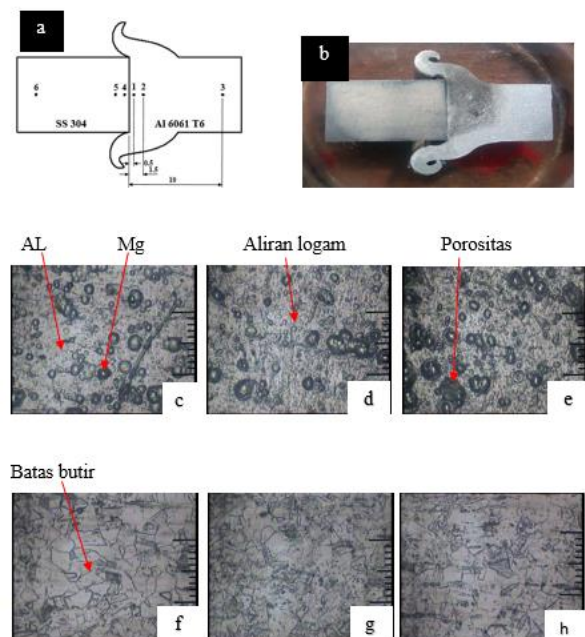 a
b
6
5 4 1 2
3
SS 304
Al 6061 T6
0.5
1.5
10
AL
Mg
Aliran logam
Porositas
c
d
e
Batas butir
f
g
h